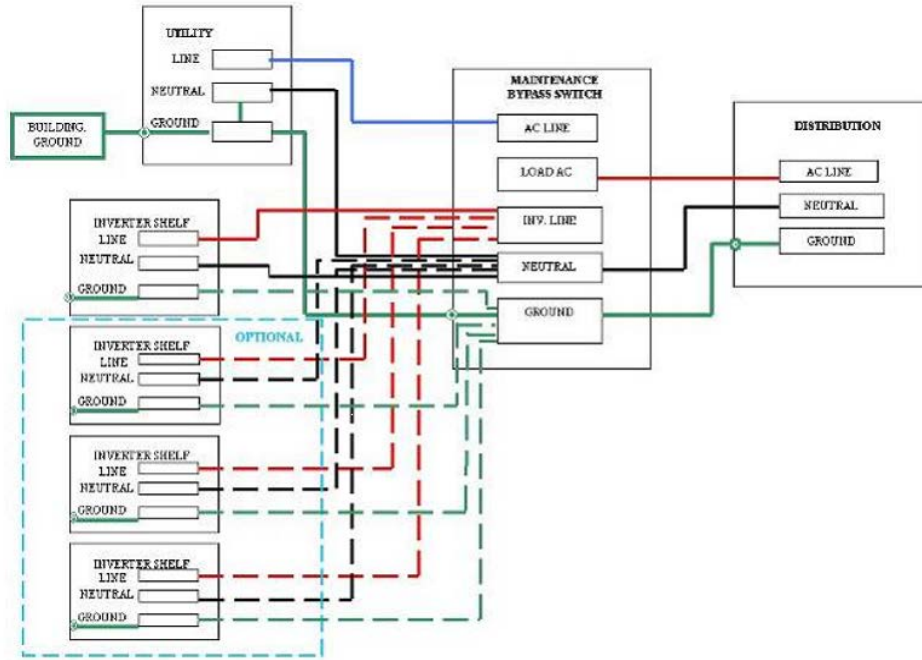 UTILITY
LINE
NEUTRAL
GROUND
BUILDING.
GROUND
MAINTENANCE
BYPASS SWITCH
AC LINE
LOAD AC
INV. LINE
NEUTRAL
GROUND
DISTRIBUTION
AC LINE
NEUTRAL
GROUND
INVERTER SHELF
LINE
NEUTRAL
GROUND
OPTIONAL
INVERTER SHELF
LINE
NEUTRAL
GROUND
INVERTER SHELF
LINE
NEUTRAL
GROUND
INVERTER SHELF
LINE
NEUTRAL
GROUND